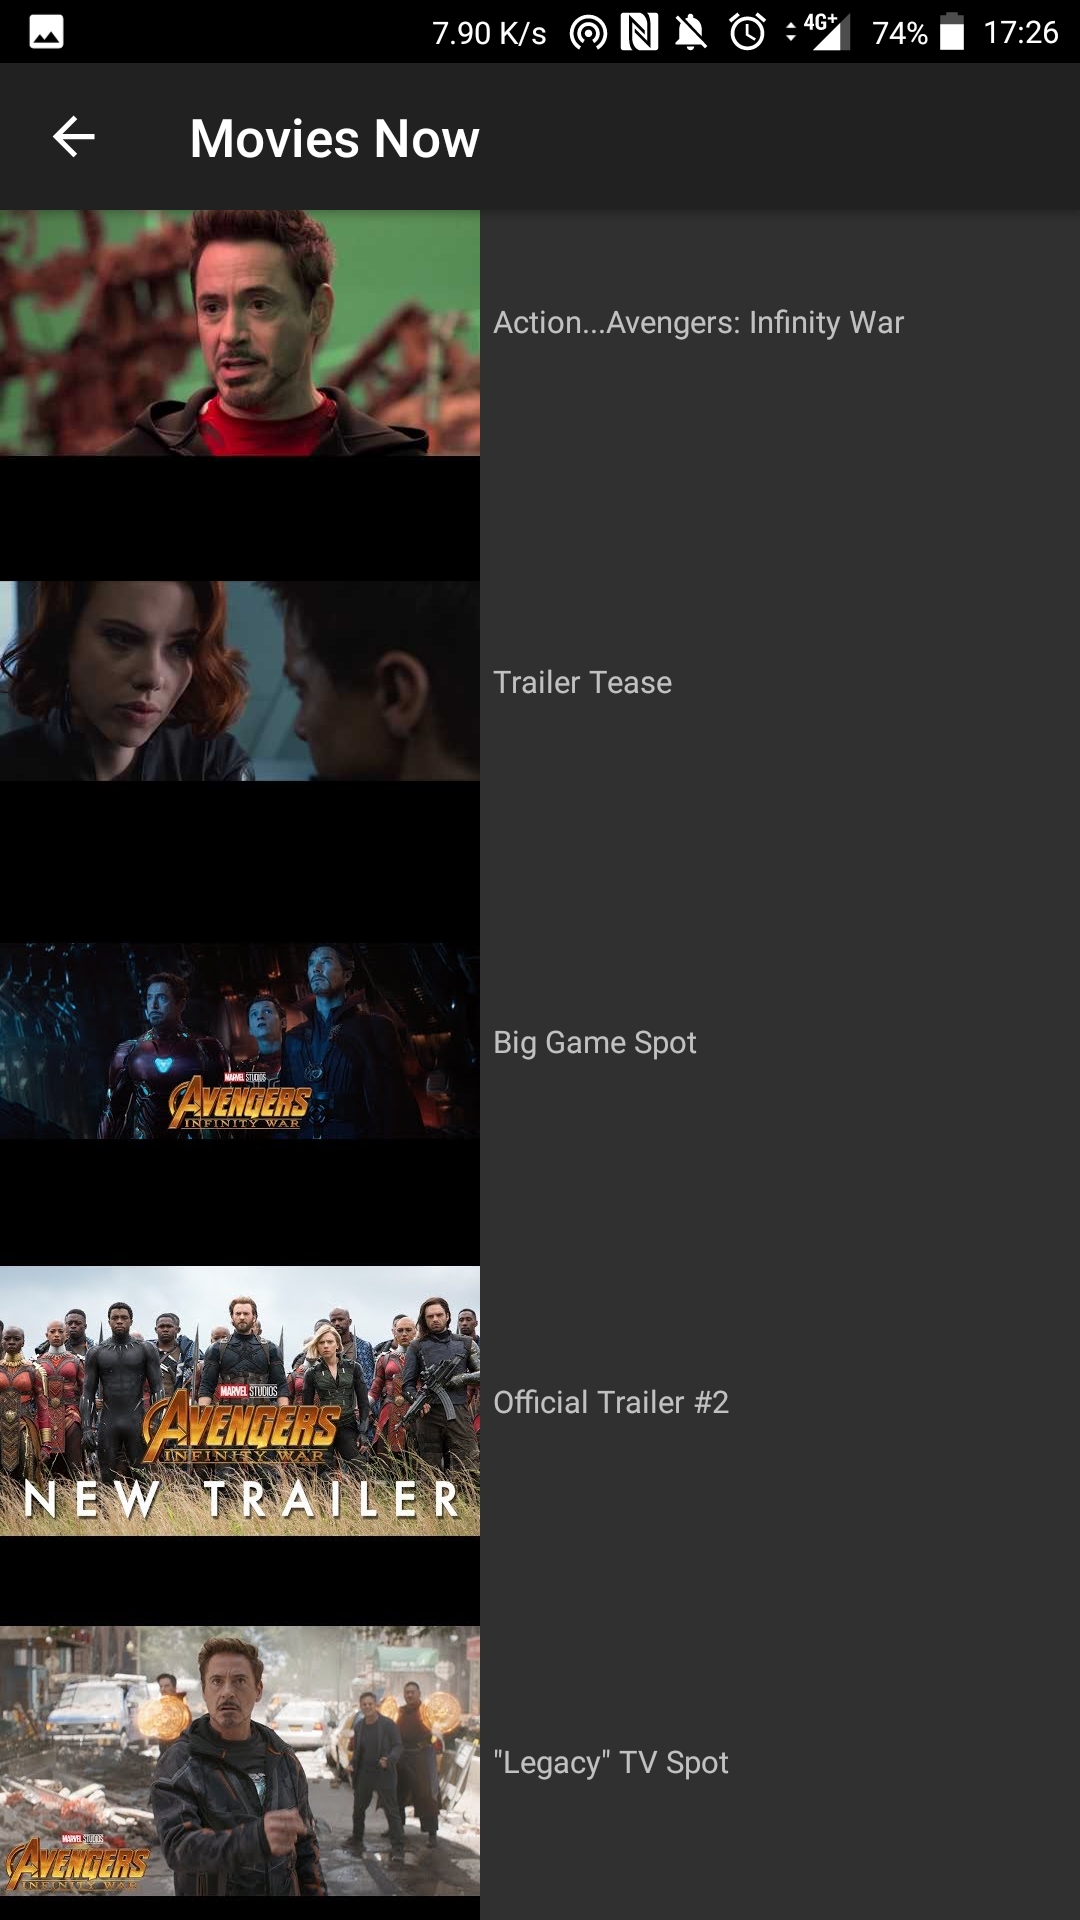 7.90 K/s 4G+ 74% 17:26
Movies Now
Action...Avengers: Infinity War
Trailer Tease
MARVEL STUDIOS
AVENGERS
INFINITY WAR
Big Game Spot
MARVEL STUDIOS
AVENGERS
INFINITY WAR
NEW TRAILER
Official Trailer #2
MARVEL STUDIOS
AVENGERS
INFINITY WAR
"Legacy" TV Spot